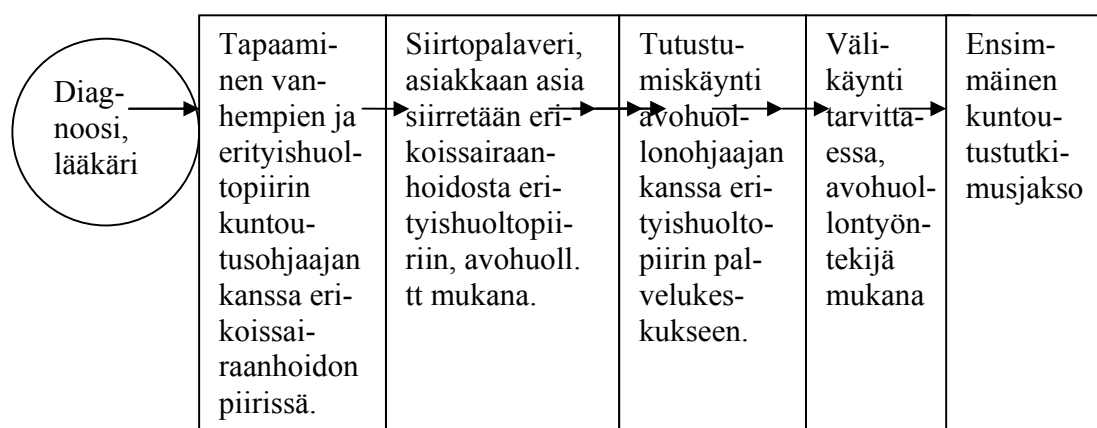 Diag-
noosi,
lääkäri
Tapaami-
nen van-
hempien ja
erityishuol-
topiirin
kuntou-
tusohjaajan
kanssa eri-
koissai-
raanhoidon
piirissä.
Siirtopalaveri,
asiakkaan asia
siirretään eri-
koissairaan-
hoidosta eri-
tyishuoltopii-
riin, avohuoll.
tt mukana.
Tutustu-
miskäynti
avohuol-
lonohjaajan
kanssa eri-
tyishuolto-
piirin pal-
velukes-
kukseen.
Väli-
käynti
tarvitta-
essa,
avohuol-
lontyön-
tekijä
mukana
Ensim-
mäinen
kuntou-
tustutki-
musjakso